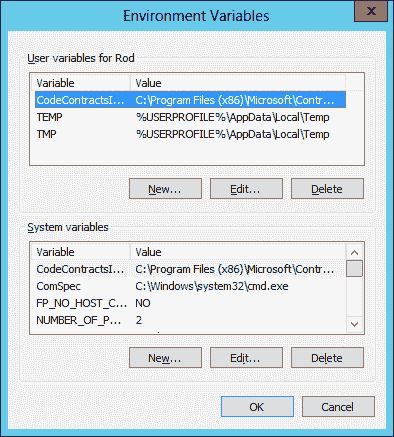 Environment Variables
x
User variables for Rod
Variable Value
CodeContractsI... C:\Program Files (x86)\Microsoft\Contr...
TEMP %USERPROFILE%\AppData\Local\Temp
TMP %USERPROFILE%\AppData\Local\Temp
New... Edit... Delete
System variables
Variable Value
CodeContractsI... C:\Program Files (x86)\Microsoft\Contr...
ComSpec C:\Windows\system32\cmd.exe
FP_NO_HOST_C... NO
NUMBER_OF_P... 2
New... Edit... Delete
OK Cancel